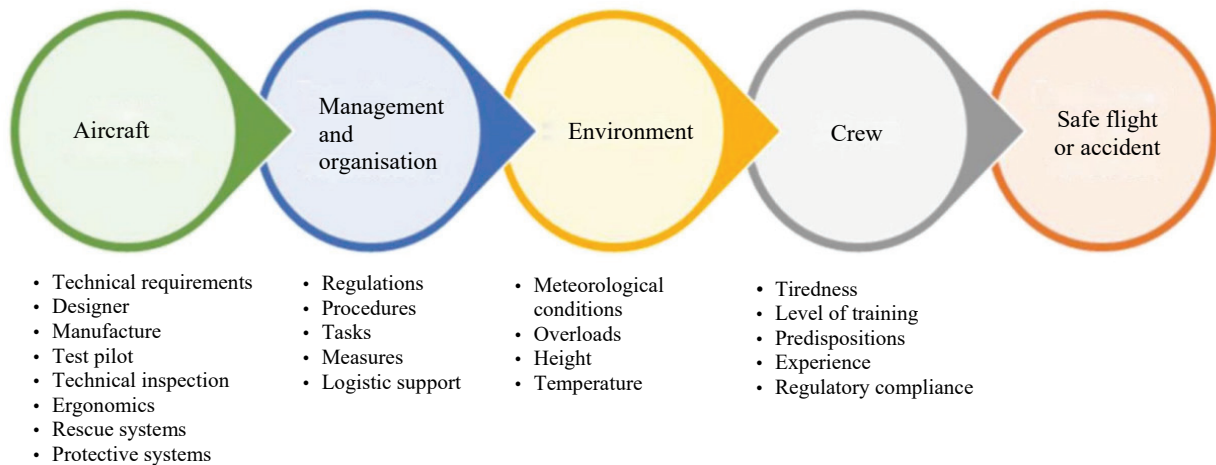 Aircraft
Management
and
organisation
Environment
Crew
Safe flight
or accident
• Technical requirements
• Designer
• Manufacture
• Test pilot
• Technical inspection
• Ergonomics
• Rescue systems
• Protective systems
• Regulations
• Procedures
• Tasks
• Measures
• Logistic support
• Meteorological
conditions
• Overloads
• Height
• Temperature
• Tiredness
• Level of training
• Predispositions
• Experience
• Regulatory compliance